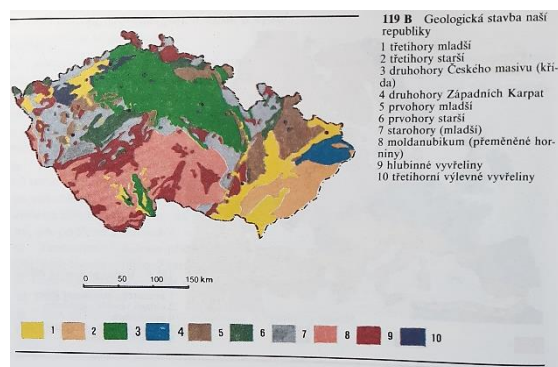 119 B Geologická stavba naší
republiky
1 třetihory mladší
2 třetihory starší
3 druhohory Českého masivu (kří-
da)
4 druhohory Západních Karpat
5 prvohory mladší
6 prvohory starší
7 starohory (mladší)
8 moldanubikum (přeměněné hor-
niny)
9 hlubinné vyvřeliny
10 třetihorní výlevné vyvřeliny
0 50 100 150 km
1 2 3 4 5 6 7 8 9 10